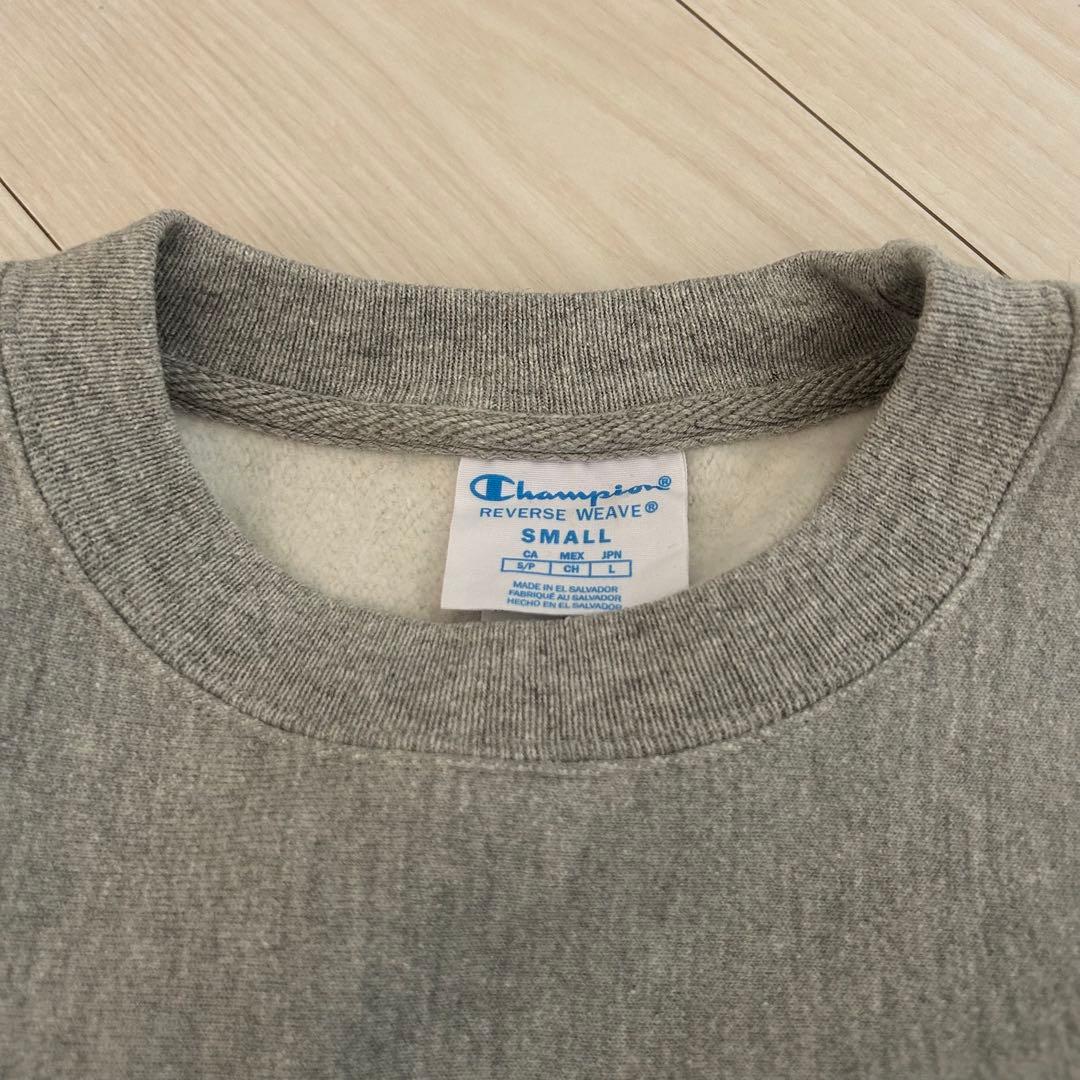 Champion®
REVERSE WEAVE®
SMALL
CA MEX JPN
S/P CH L
MADE IN EL SALVADOR
FABRIQUÉ AU SALVADOR
HECHO EN EL SALVADOR